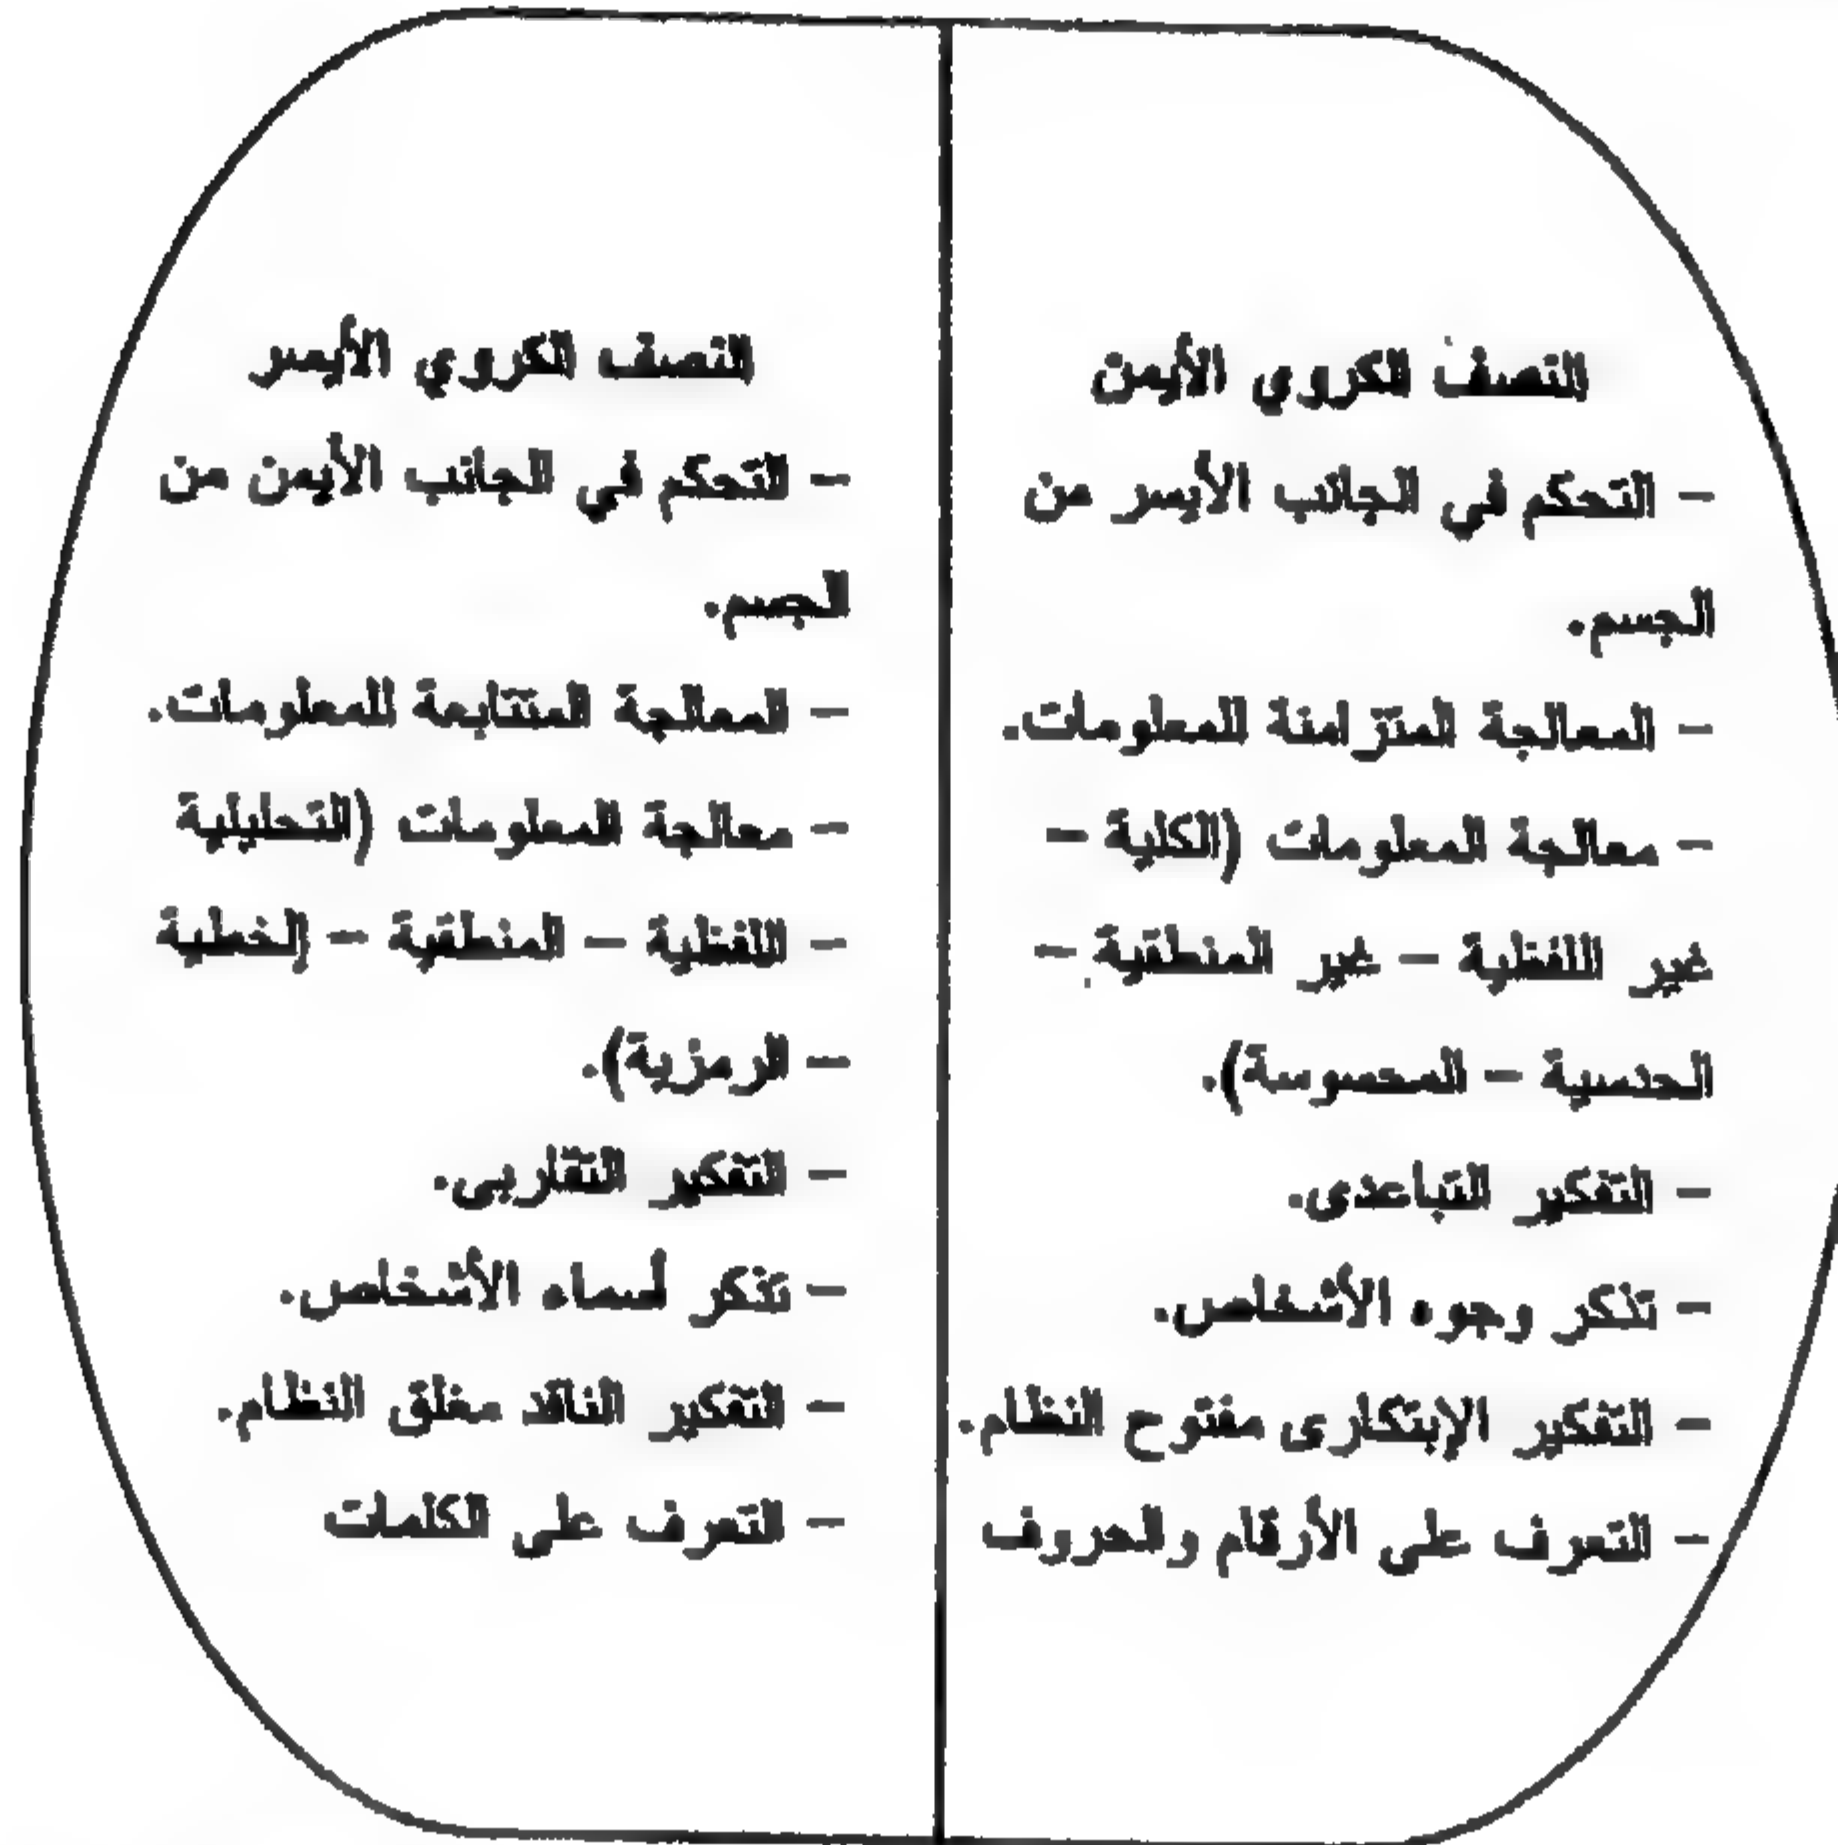 النصف الكروي الأيمن
– التحكم في الجانب الأيسر من
الجسم.
– المعالجة المتزامنة للمعلومات.
– معالجة المعلومات (الكلية –
غير اللفظية – غير المنطقية –
الحدسية – المحسوسة).
– التفكير التباعدى.
– تذكر وجوه الأشخاص.
– التفكير الإبتكارى مفتوح النظام.
– التعرف على الأرقام والحروف
النصف الكروي الأيسر
– التحكم في الجانب الأيمن من
الجسم.
– المعالجة المتتابعة للمعلومات.
– معالجة المعلومات (التحليلية
– اللفظية – المنطقية – الخطية
– الرمزية).
– التفكير التقاربى.
– تذكر أسماء الأشخاص.
– التفكير الناقد مغلق النظام.
– التعرف على الكلمات